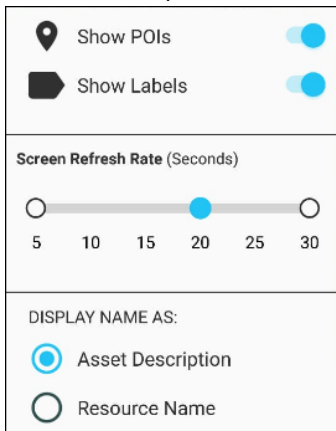 Show POIs
Show Labels
Screen Refresh Rate (Seconds)
5 10 15 20 25 30
DISPLAY NAME AS:
Asset Description
Resource Name